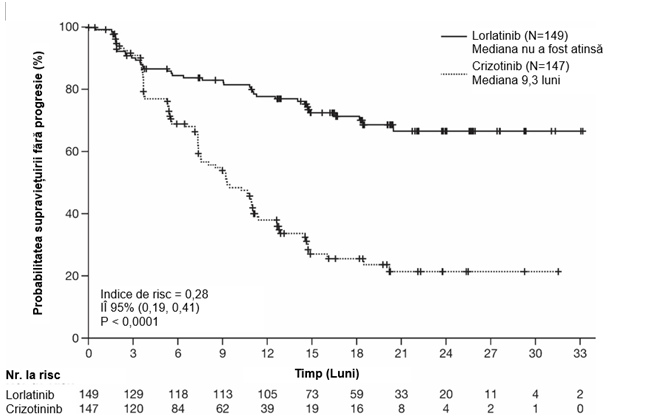 Lorlatinib (N=149)
Mediana nu a fost atinsă
Crizotinib (N=147)
Mediana 9,3 luni
Probabilitatea supraviețuirii fără progresie (%)
100
80
60
40
20
0
Indice de risc = 0,28
IÎ 95% (0,19, 0,41)
P < 0,0001
0 3 6 9 12 15 18 21 24 27 30 33
Timp (Luni)
Nr. la risc
Lorlatinib 149 129 118 113 105 73 59 33 20 11 4 2
Crizotininb 147 120 84 62 39 19 16 8 4 2 1 0